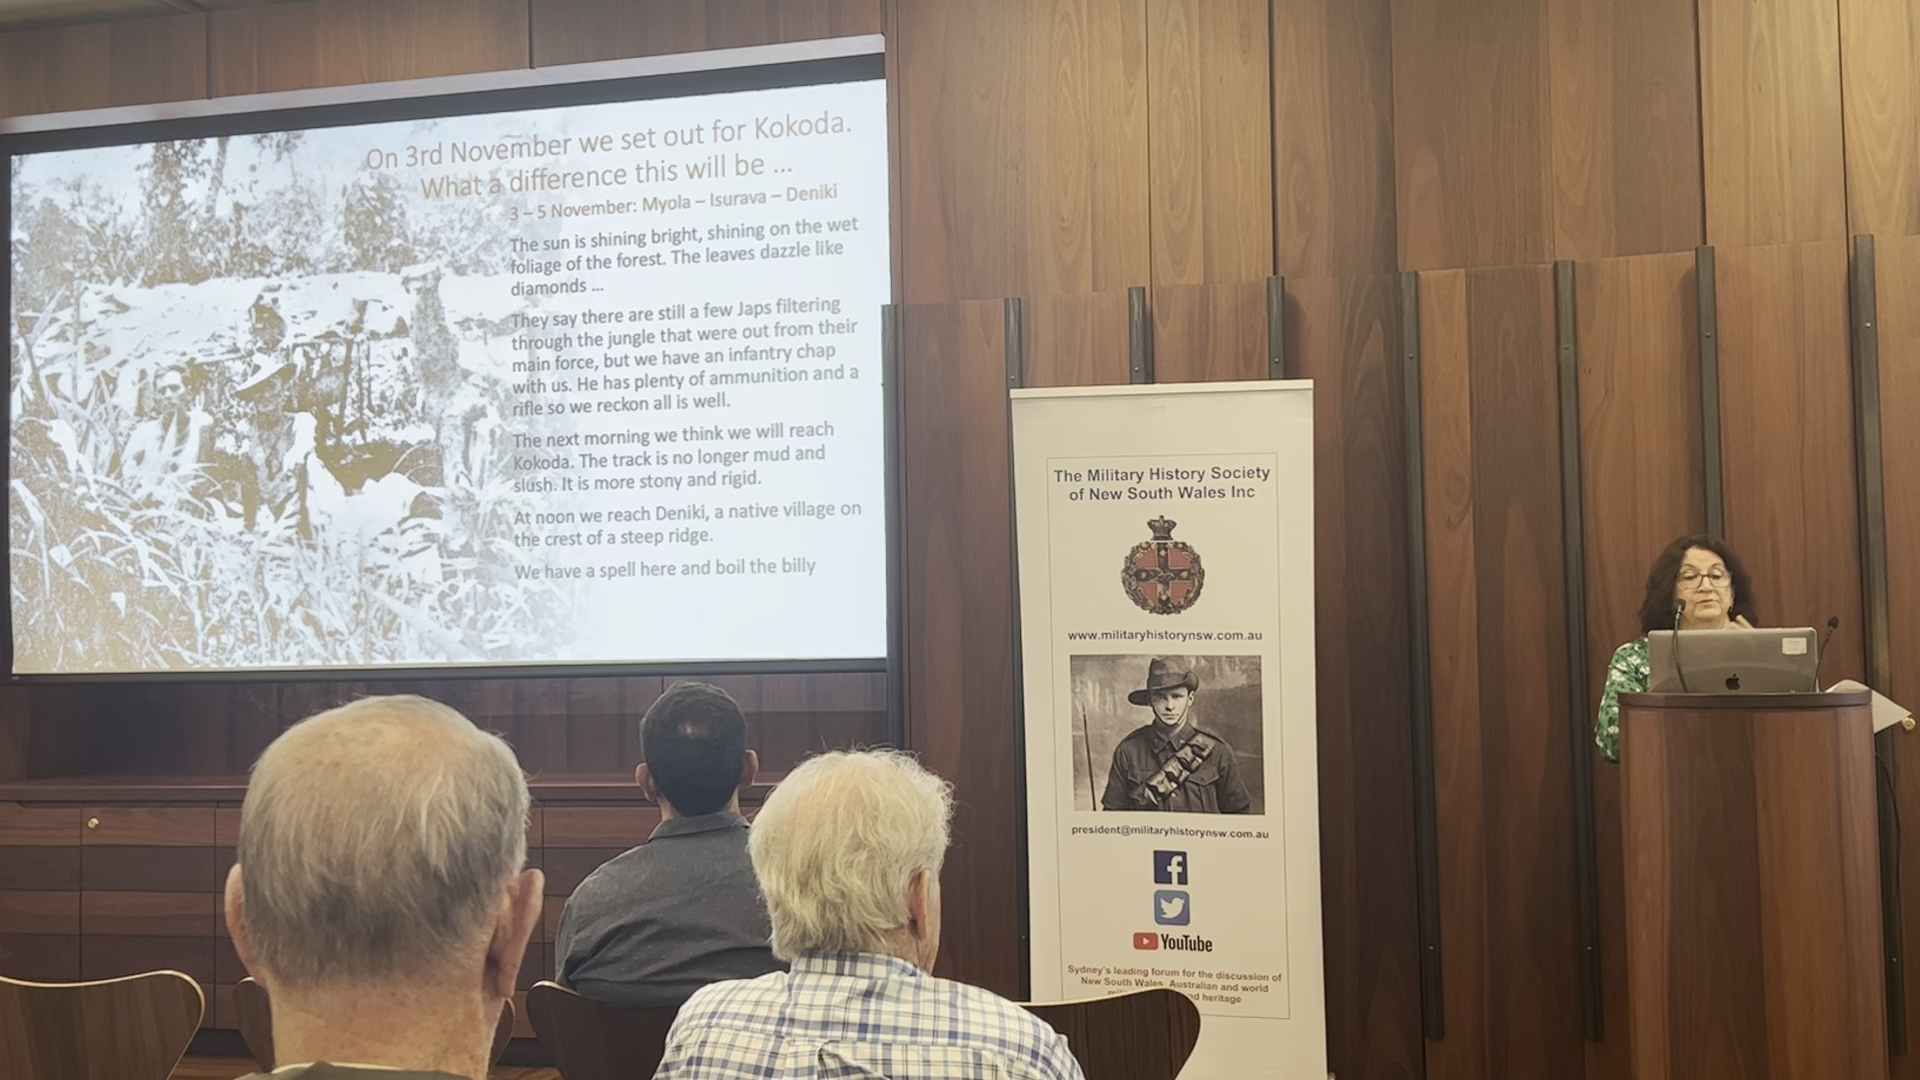 On 3rd November we set out for Kokoda.
What a difference this will be ...
3 – 5 November: Myola – Isurava – Deniki
The sun is shining bright, shining on the wet
foliage of the forest. The leaves dazzle like
diamonds ...
They say there are still a few Japs filtering
through the jungle that were out from their
main force, but we have an infantry chap
with us. He has plenty of ammunition and a
rifle so we reckon all is well.
The next morning we think we will reach
Kokoda. The track is no longer mud and
slush. It is more stony and rigid.
At noon we reach Deniki, a native village on
the crest of a steep ridge.
We have a spell here and boil the billy
The Military History Society
of New South Wales Inc
www.militaryhistorynsw.com.au
president@militaryhistorynsw.com.au
YouTube
Sydney's leading forum for the discussion of
New South Wales, Australian and world
heritage